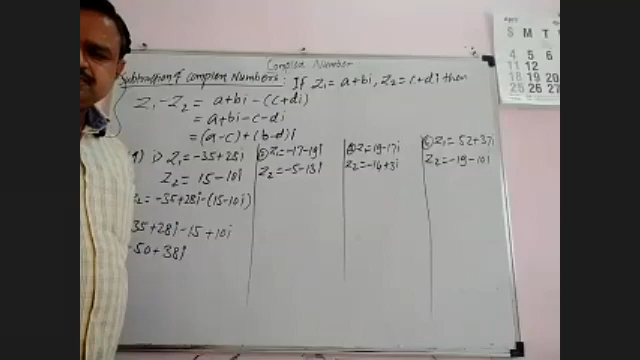 Complex Number
Subtraction of Complex Numbers: If Z₁ = a+bi, Z₂ = c+di then
Z₁-Z₂ = a+bi-(c+di)
= a+bi-c-di
= (a-c)+(b-d)i
1) Z₁ = -35+28i
Z₂ = 15-10i
Z₂ = -35+28i-(15-10i)
35+28i-15+10i
-50+38i
Z₁=-17-19i
Z₂=-5-13i
Z₁=19-17i
Z₂=-14+3i
Z₁=52+37i
Z₂=-19-10i
S M T
4 5 6
11 12
18 19 20
25 26 27